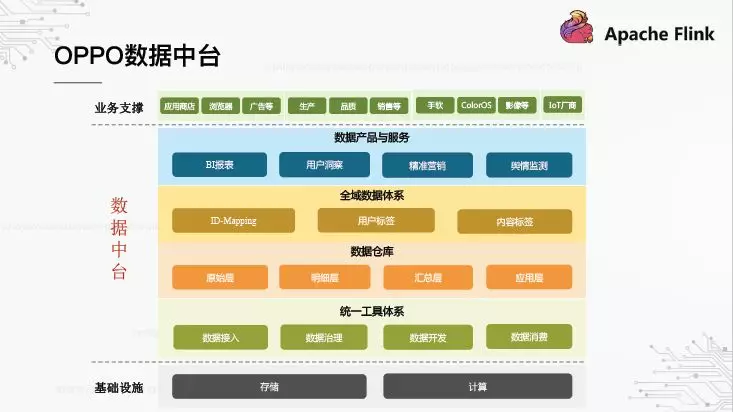 Apache Flink
OPPO数据中台
业务支撑
应用商店 浏览器 广告等 生产 品质 销售等 手软 ColorOS 影像等 IoT厂商
数据产品与服务
BI报表 用户洞察 精准营销 舆情监测
数据中台
全域数据体系
ID-Mapping 用户标签 内容标签
数据仓库
原始层 明细层 汇总层 应用层
统一工具体系
数据接入 数据治理 数据开发 数据消费
基础设施
存储 计算